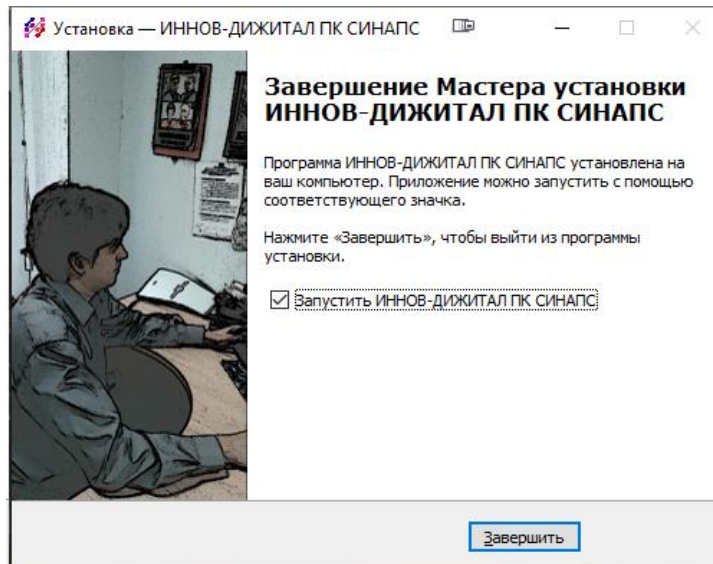 Установка — ИННОВ-ДИЖИТАЛ ПК СИНАПС
Завершение Мастера установки
ИННОВ-ДИЖИТАЛ ПК СИНАПС
Программа ИННОВ-ДИЖИТАЛ ПК СИНАПС установлена на
ваш компьютер. Приложение можно запустить с помощью
соответствующего значка.
Нажмите «Завершить», чтобы выйти из программы
установки.
Запустить ИННОВ-ДИЖИТАЛ ПК СИНАПС
Завершить